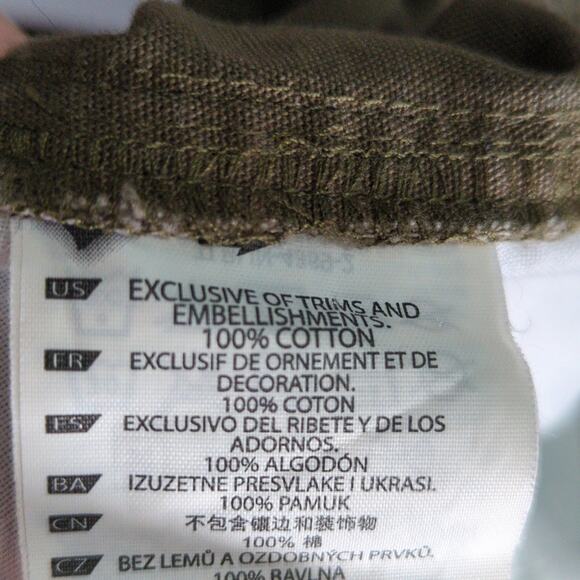 US EXCLUSIVE OF TRIMS AND
EMBELLISHMENTS.
100% COTTON
FR EXCLUSIF DE ORNEMENT ET DE
DECORATION.
100% COTON
ES EXCLUSIVO DEL RIBETE Y DE LOS
ADORNOS.
100% ALGODÓN
BA IZUZETNE PRESVLAKE I UKRASI.
100% PAMUK
CN 不包含镶边和装饰物
100% 棉
CZ BEZ LEMŮ A OZDOBNÝCH PRVKŮ.
100% BAVLNA